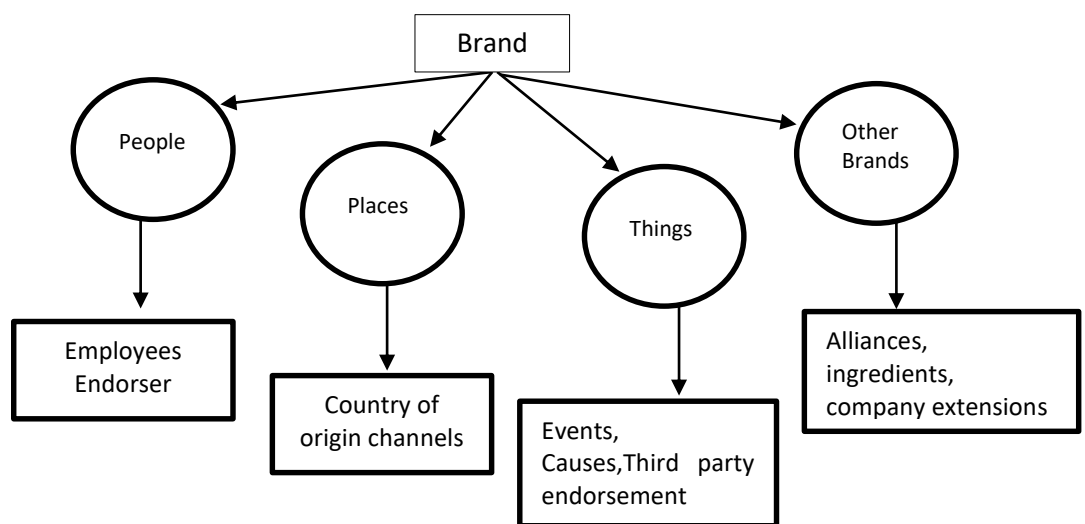 Brand
People
Places
Things
Other
Brands
Employees
Endorser
Country of
origin channels
Events,
Causes,Third party
endorsement
Alliances,
ingredients,
company extensions